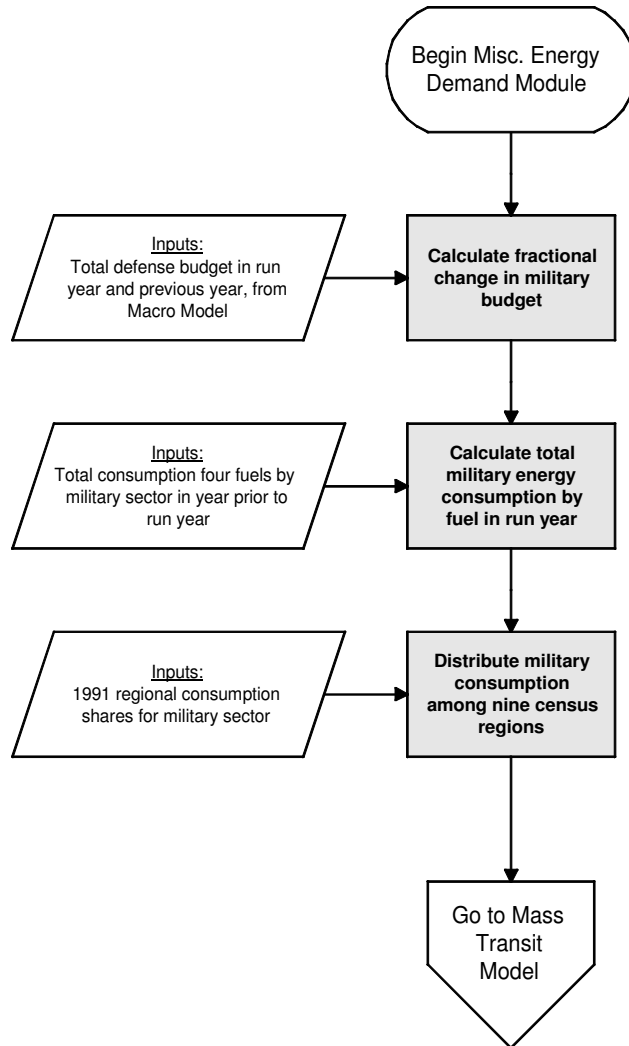 Begin Misc. Energy
Demand Module
Inputs:
Total defense budget in run
year and previous year, from
Macro Model
Calculate fractional
change in military
budget
Inputs:
Total consumption four fuels by
military sector in year prior to
run year
Calculate total
military energy
consumption by
fuel in run year
Inputs:
1991 regional consumption
shares for military sector
Distribute military
consumption
among nine census
regions
Go to Mass
Transit
Model